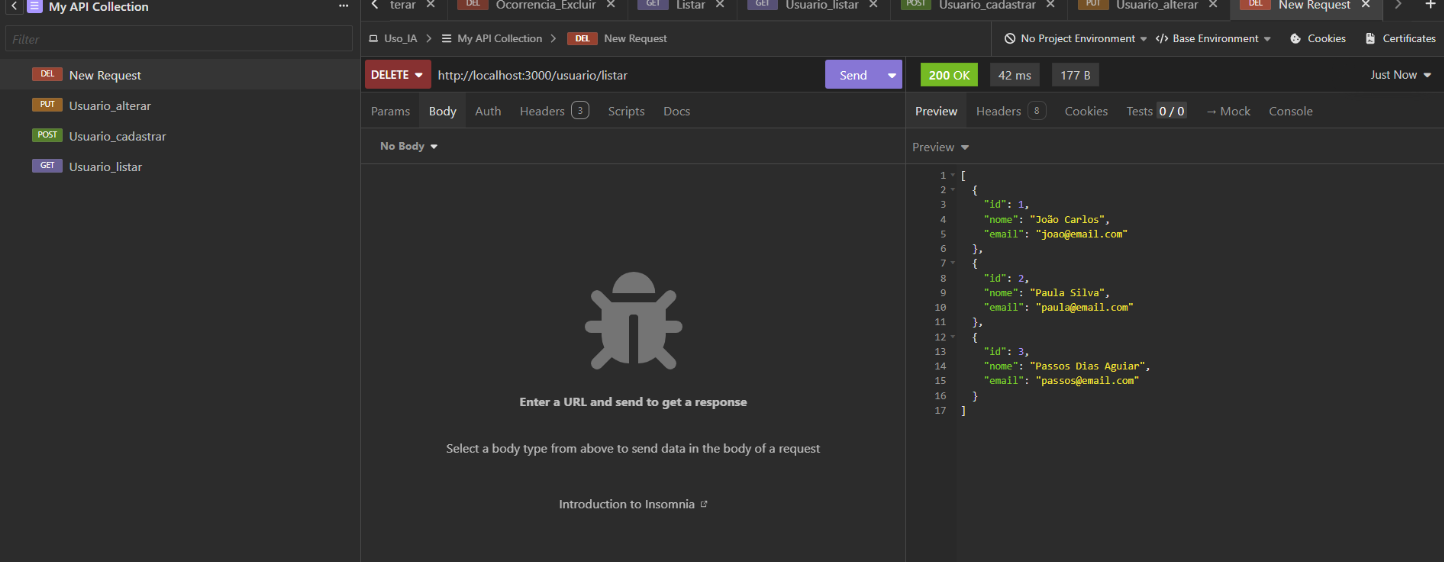 My API Collection
Filter
DEL New Request
PUT Usuario_alterar
POST Usuario_cadastrar
GET Usuario_listar
terar DEL Ocorrencia_Excluir GET Listar GET Usuario_listar POST Usuario_cadastrar PUT Usuario_alterar DEL New Request
Uso_IA My API Collection DEL New Request
No Project Environment Base Environment Cookies Certificates
DELETE http://localhost:3000/usuario/listar Send
200 OK 42 ms 177 B Just Now
Params Body Auth Headers 3 Scripts Docs
No Body
Enter a URL and send to get a response
Select a body type from above to send data in the body of a request
Introduction to Insomnia
Preview Headers 8 Cookies Tests 0 / 0 → Mock Console
Preview
1 [
2 {
3 "id": 1,
4 "nome": "João Carlos",
5 "email": "joao@email.com"
6 },
7 {
8 "id": 2,
9 "nome": "Paula Silva",
10 "email": "paula@email.com"
11 },
12 {
13 "id": 3,
14 "nome": "Passos Dias Aguiar",
15 "email": "passos@email.com"
16 }
17 ]